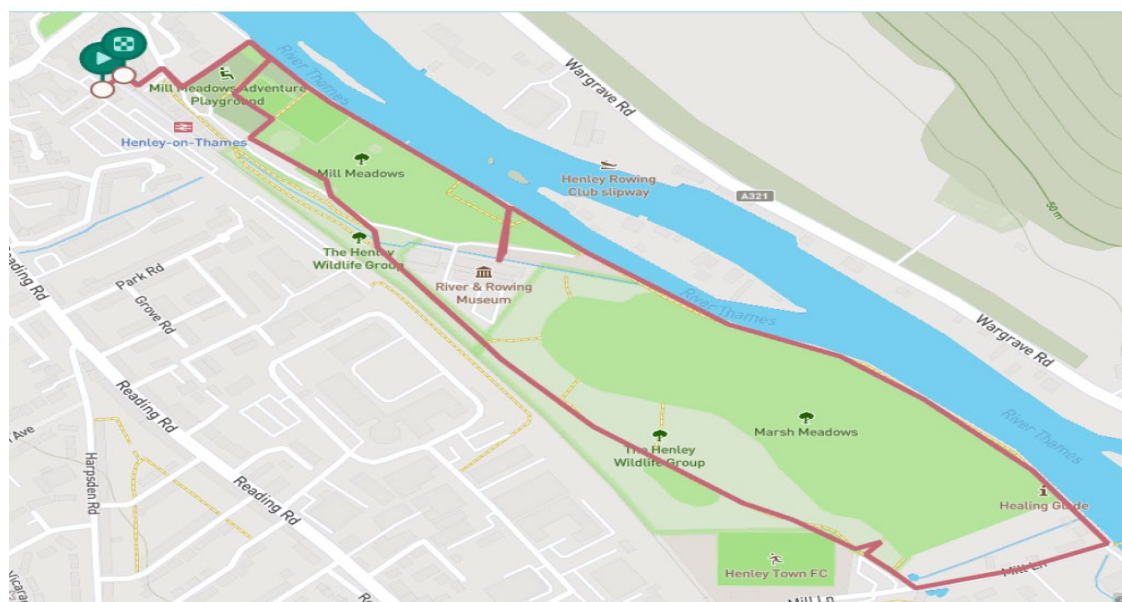 River Thames
Wargrave Rd
Mill Meadows Adventure
Playground
Henley-on-Thames
Mill Meadows
Henley Rowing
Club slipway
A321
50 m
Reading Rd
Park Rd
Grove Rd
The Henley
Wildlife Group
River & Rowing
Museum
River Thames
River Thames
Wargrave Rd
Reading Rd
Ave
Harpsden Rd
The Henley
Wildlife Group
Marsh Meadows
River Thames
Reading Rd
Healing Glade
Henley Town FC
Mill Ln
Mill Ln